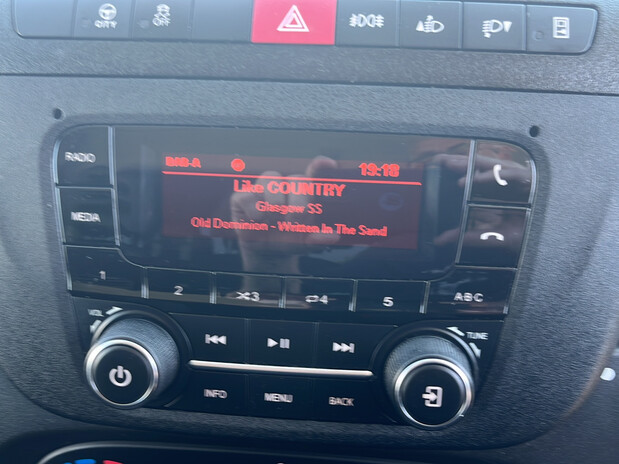 CITY
OFF
RADIO
MEDIA
DAB-A 19:18
Like COUNTRY
Glasgow SS
Old Dominion - Written In The Sand
1
2
3
4
5
ABC
VOL
TUNE
INFO
MENU
BACK